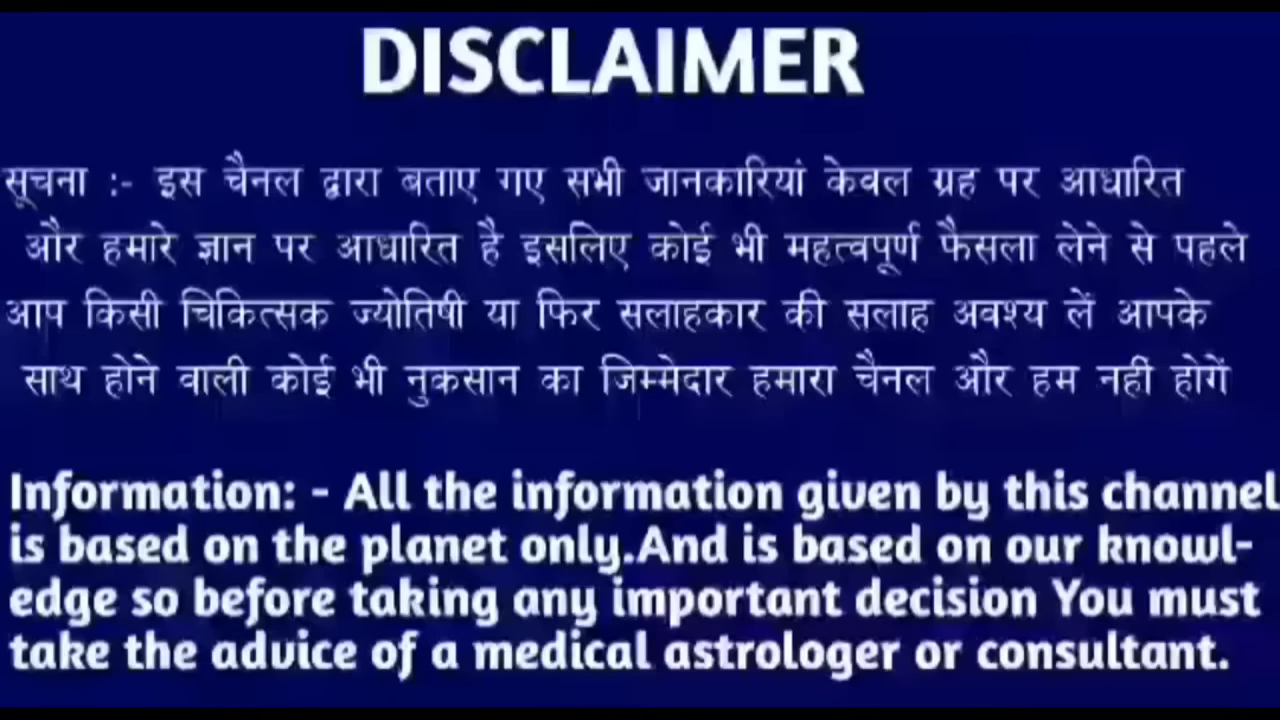 DISCLAIMER
सूचना :- इस चैनल द्वारा बताए गए सभी जानकारियां केवल ग्रह पर आधारित
और हमारे ज्ञान पर आधारित है इसलिए कोई भी महत्वपूर्ण फैसला लेने से पहले
आप किसी चिकित्सक ज्योतिषी या फिर सलाहकार की सलाह अवश्य लें आपके
साथ होने वाली कोई भी नुकसान का जिम्मेदार हमारा चैनल और हम नहीं होगें
Information: - All the information given by this channel
is based on the planet only.And is based on our knowl-
edge so before taking any important decision You must
take the advice of a medical astrologer or consultant.